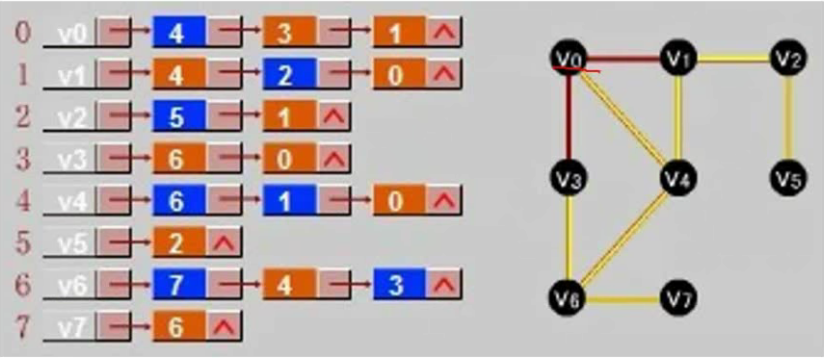 0 v0 4 3 1 ^
1 v1 4 2 0 ^
2 v2 5 1 ^
3 v3 6 0 ^
4 v4 6 1 0 ^
5 v5 2 ^
6 v6 7 4 3 ^
7 v7 6 ^
V0 V1 V2
V3 V4 V5
V6 V7